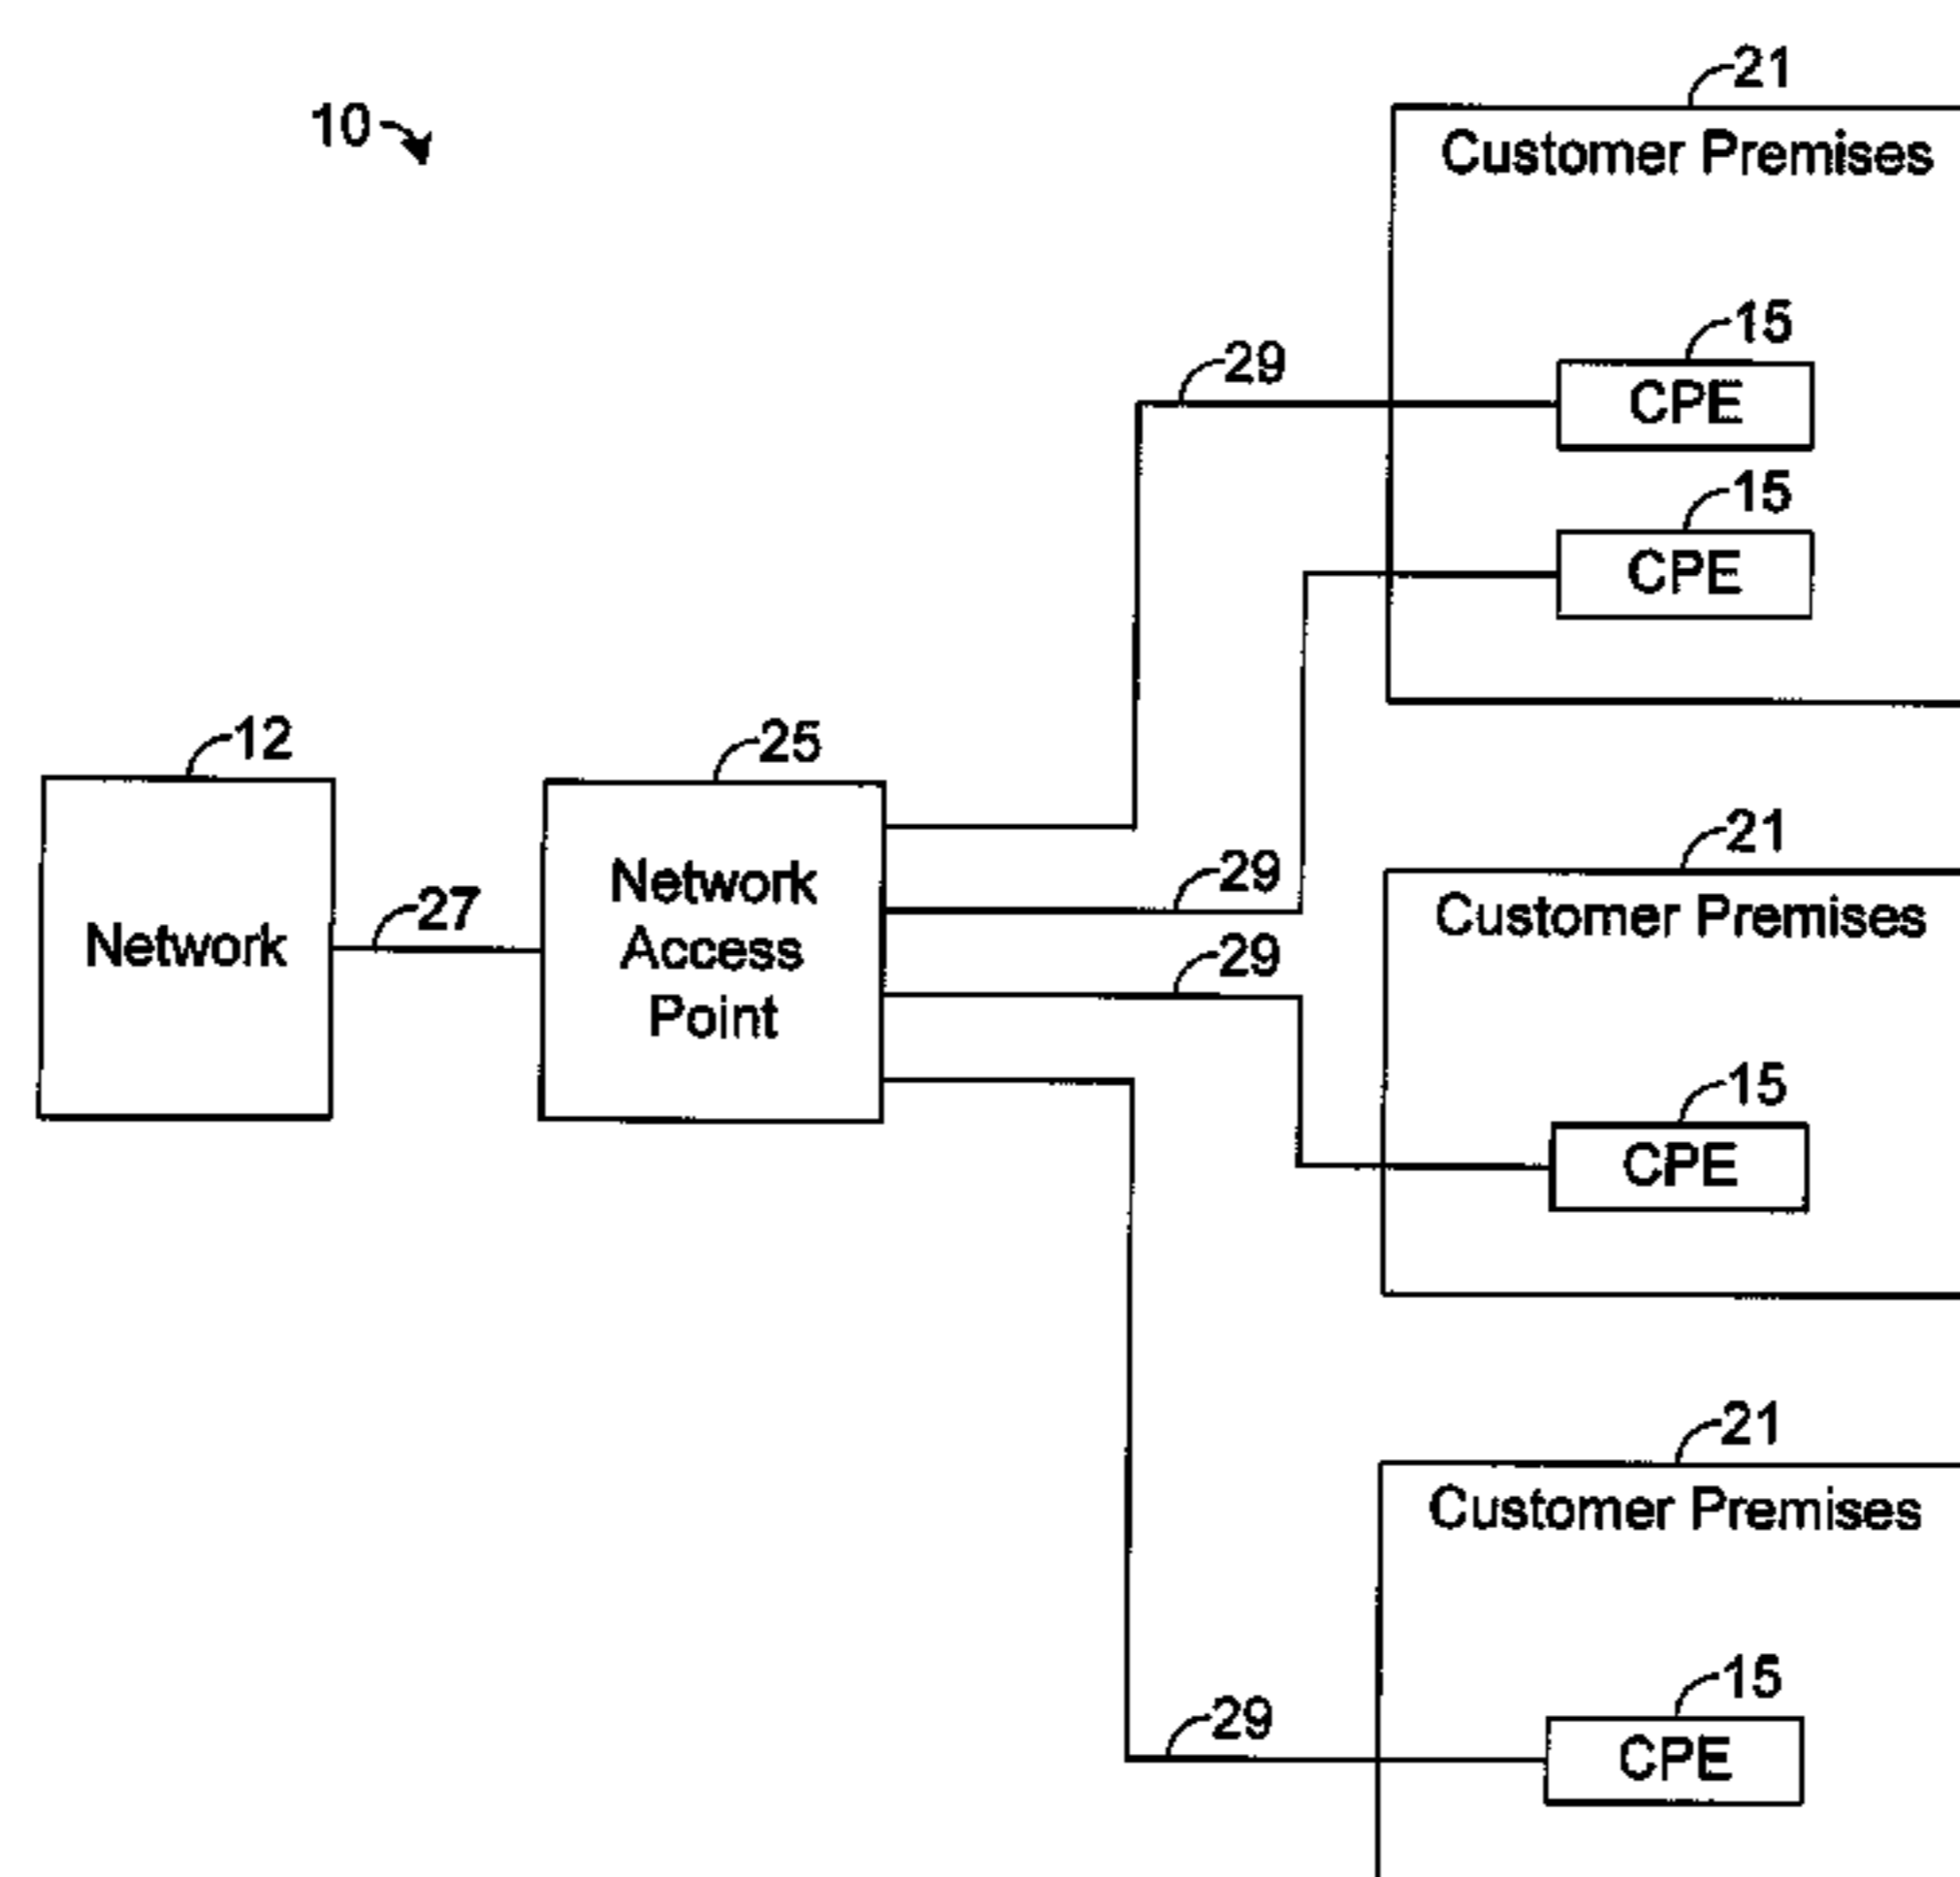 10
21
Customer Premises
15
CPE
29
15
CPE
12
Network
27
25
Network
Access
Point
29
29
21
Customer Premises
15
CPE
21
Customer Premises
15
CPE
29